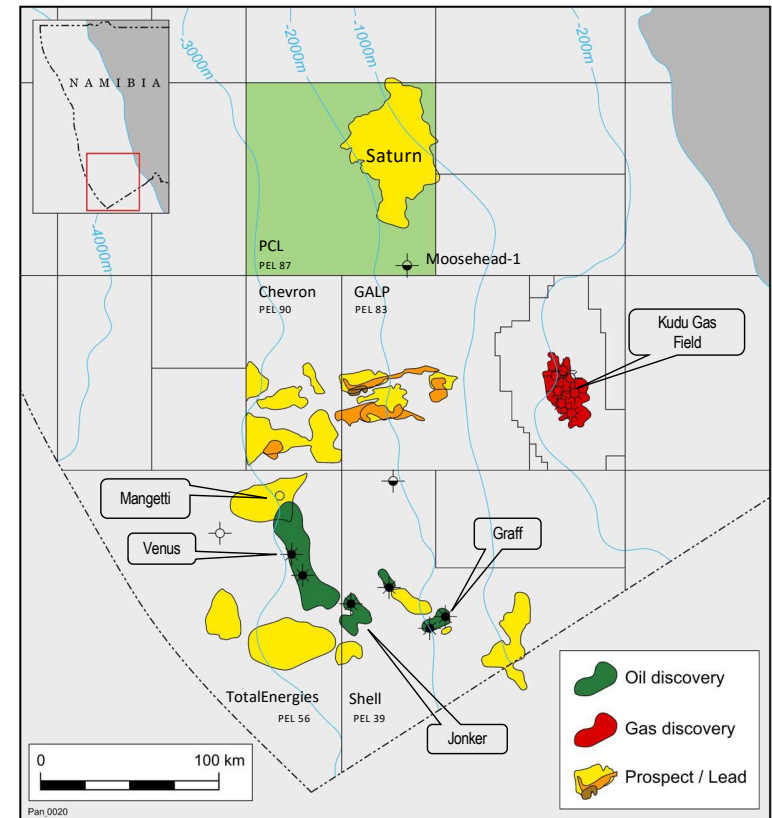 NAMIBIA
-3000m
-2000m
-1000m
-200m
-4000m
Saturn
PCL
PEL 87
Moosehead-1
Chevron
PEL 90
GALP
PEL 83
Kudu Gas
Field
Mangetti
Venus
Graff
TotalEnergies
PEL 56
Shell
PEL 39
Jonker
Oil discovery
Gas discovery
Prospect / Lead
0
100 km
Pan_0020